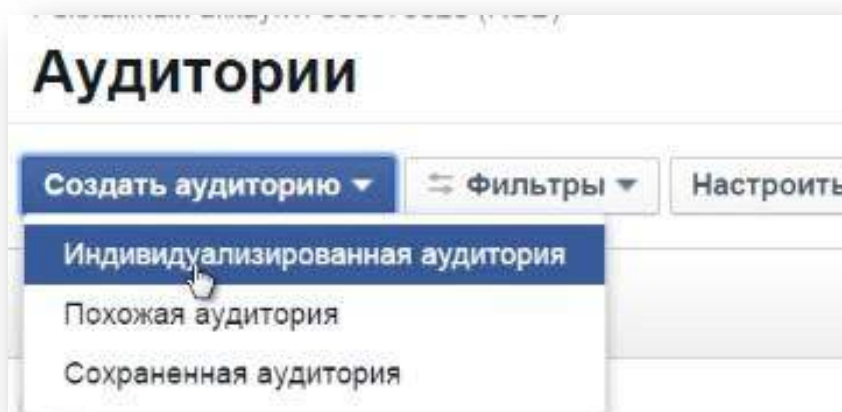 Аудитории
Создать аудиторию Фильтры Настроить
Индивидуализированная аудитория
Похожая аудитория
Сохраненная аудитория